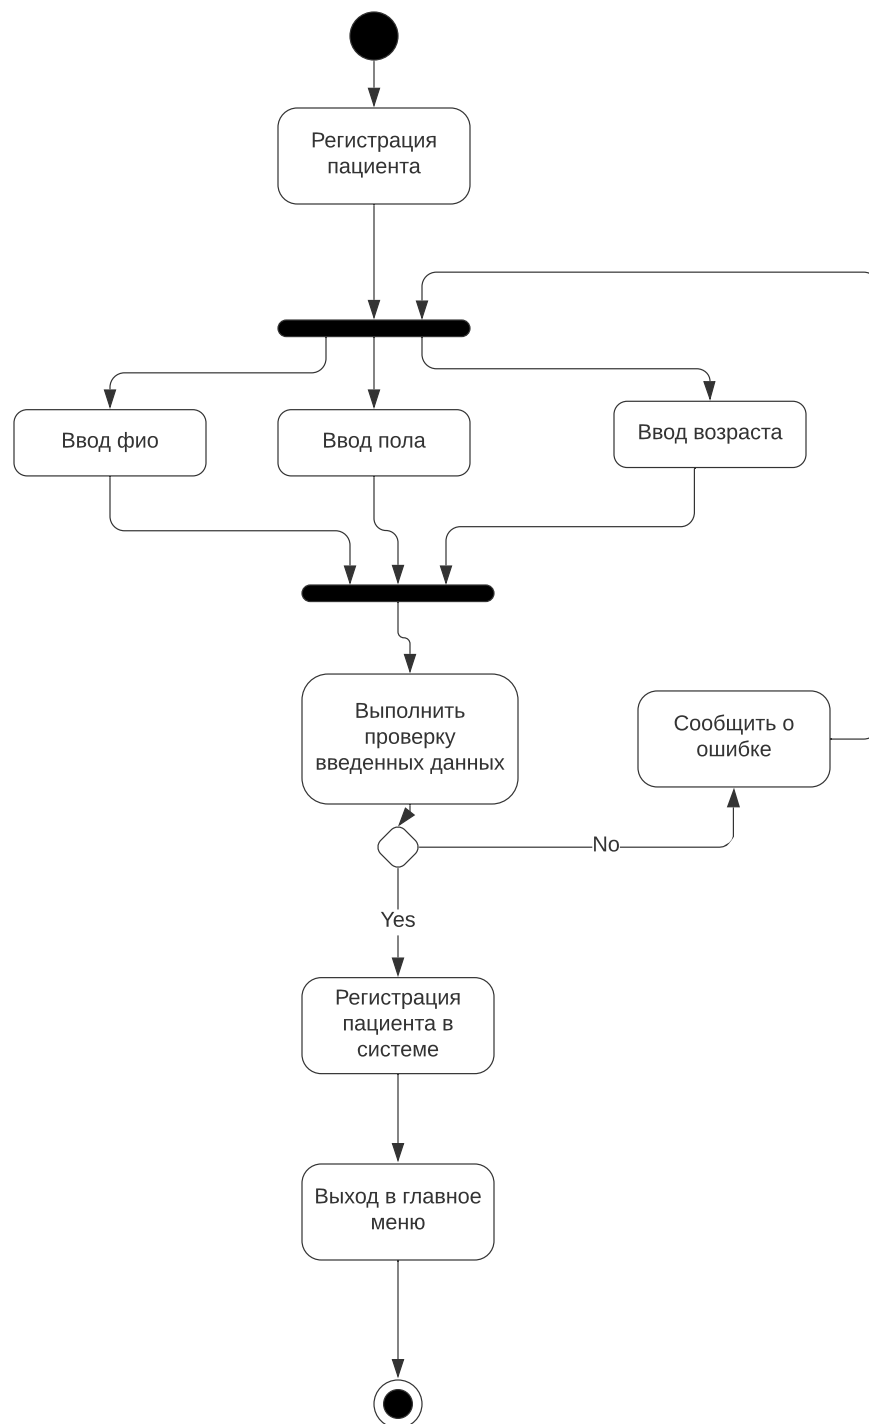 Регистрация
пациента
Ввод фио
Ввод пола
Ввод возраста
Выполнить
проверку
введенных данных
Сообщить о
ошибке
No
Yes
Регистрация
пациента в
системе
Выход в главное
меню